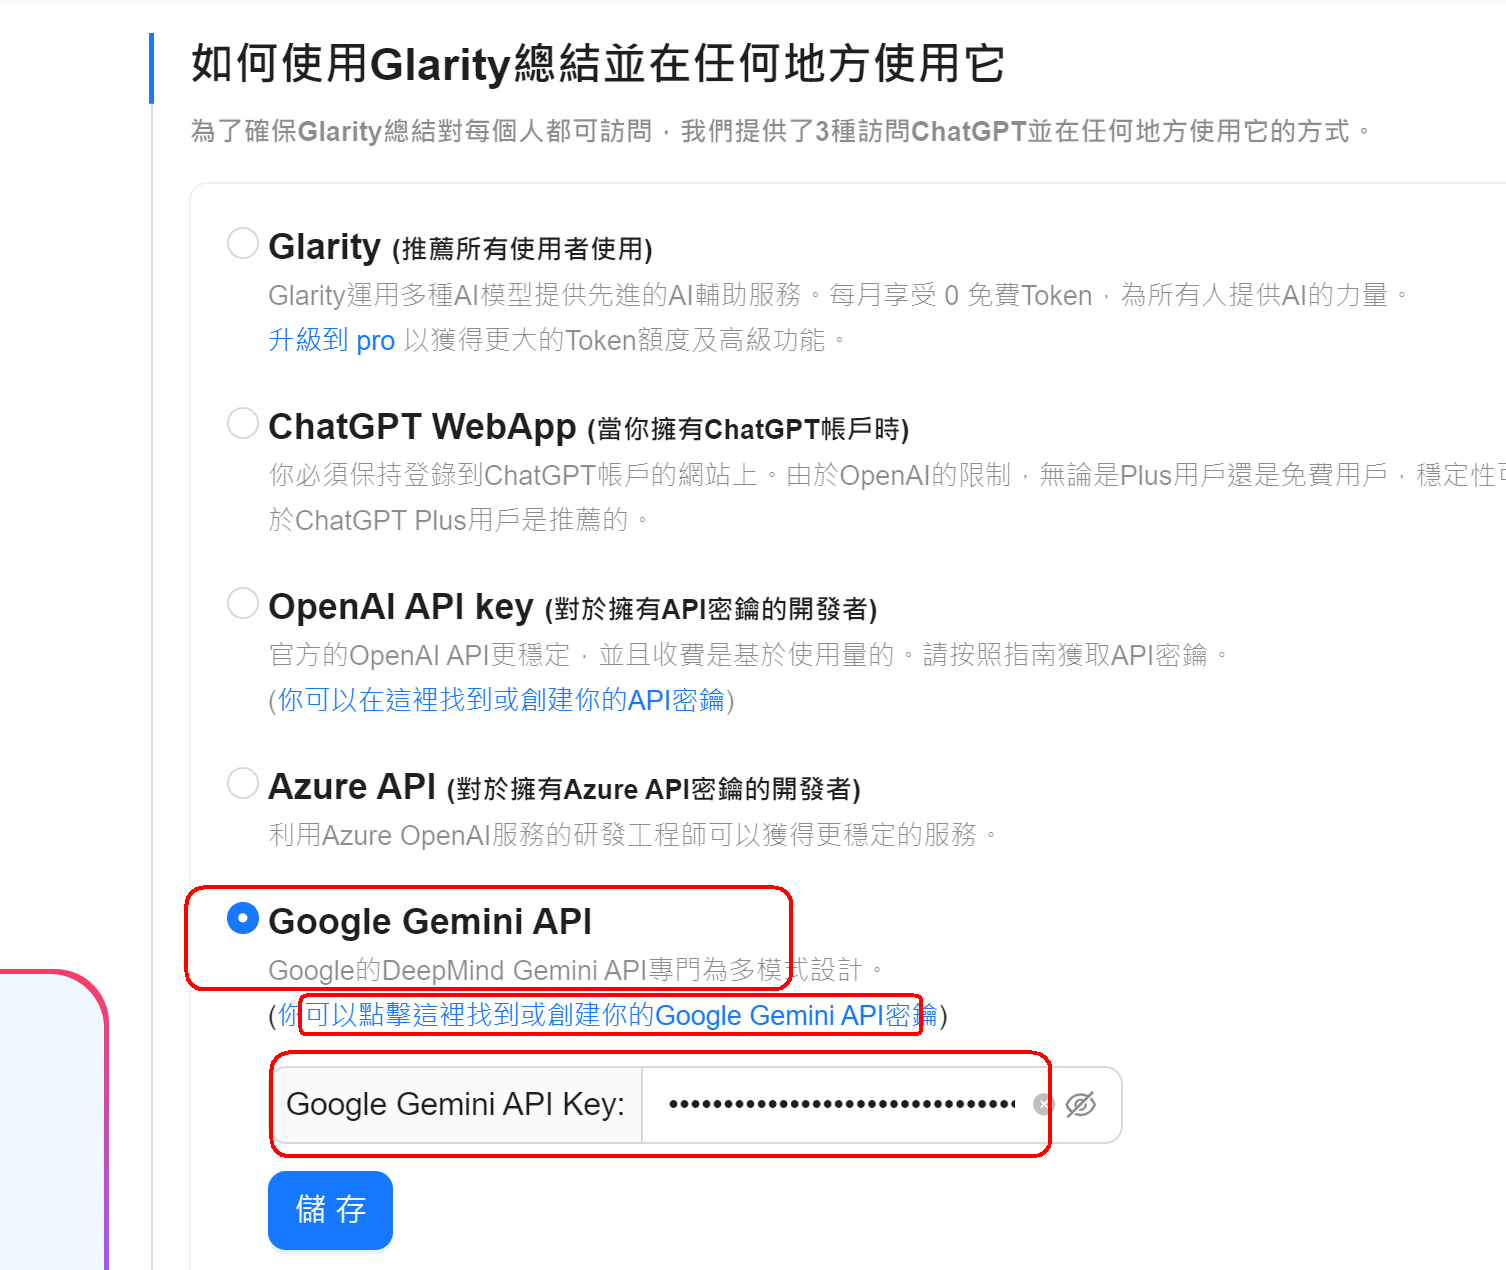 如何使用Glarity總結並在任何地方使用它
為了確保Glarity總結對每個人都可訪問，我們提供了3種訪問ChatGPT並在任何地方使用它的方式。
Glarity (推薦所有使用者使用)
Glarity運用多種AI模型提供先進的AI輔助服務。每月享受 0 免費Token，為所有人提供AI的力量。
升級到 pro 以獲得更大的Token額度及高級功能。
ChatGPT WebApp (當你擁有ChatGPT帳戶時)
你必須保持登錄到ChatGPT帳戶的網站上。由於OpenAI的限制，無論是Plus用戶還是免費用戶，穩定性
於ChatGPT Plus用戶是推薦的。
OpenAI API key (對於擁有API密鑰的開發者)
官方的OpenAI API更穩定，並且收費是基於使用量的。請按照指南獲取API密鑰。
(你可以在這裡找到或創建你的API密鑰)
Azure API (對於擁有Azure API密鑰的開發者)
利用Azure OpenAI服務的研發工程師可以獲得更穩定的服務。
Google Gemini API
Google的DeepMind Gemini API專門為多模式設計。
(你可以點擊這裡找到或創建你的Google Gemini API密鑰)
Google Gemini API Key:
儲存